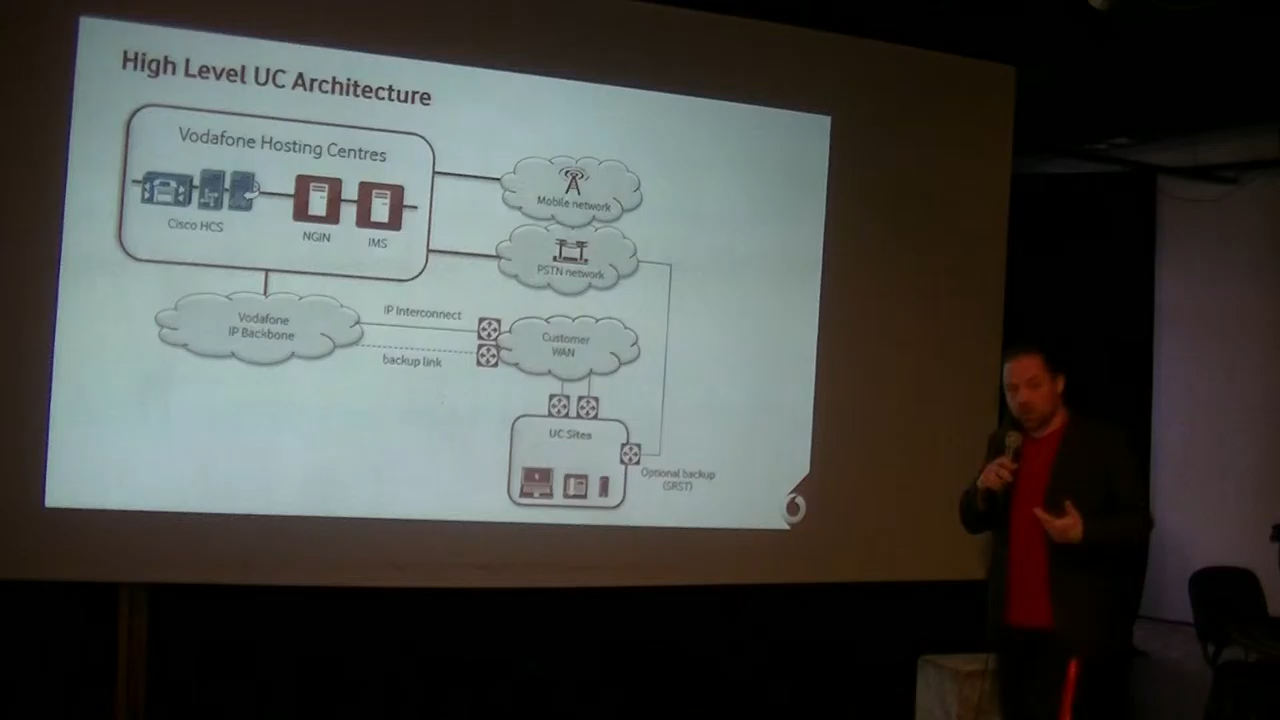 High Level UC Architecture
Vodafone Hosting Centres
Cisco HCS
NGIN
IMS
Mobile network
PSTN network
Vodafone
IP Backbone
IP Interconnect
backup link
Customer
WAN
UC Sites
Optional backup
(SRST)